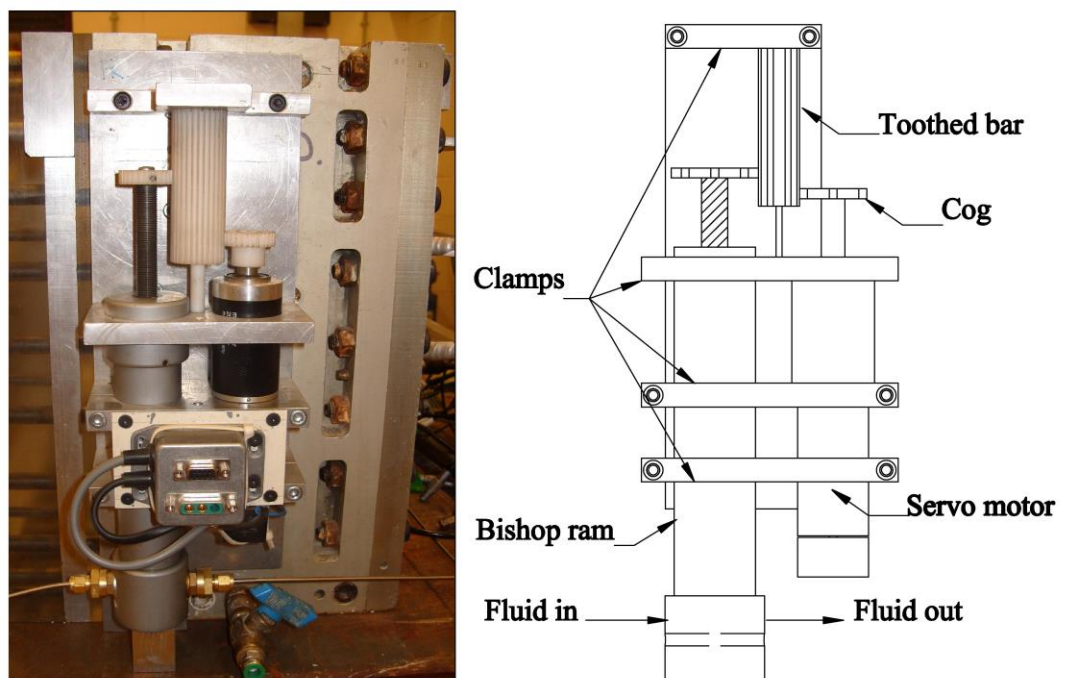 Toothed bar
Cog
Clamps
Servo motor
Bishop ram
Fluid in
Fluid out